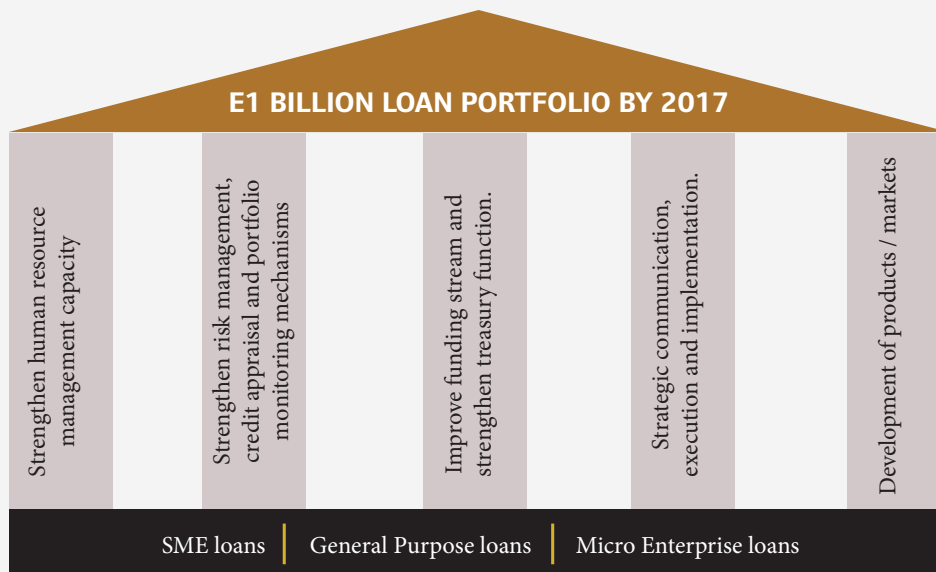 E1 BILLION LOAN PORTFOLIO BY 2017
Strengthen human resource
management capacity
Strengthen risk management,
credit appraisal and portfolio
monitoring mechanisms
Improve funding stream and
strengthen treasury function.
Strategic communication,
execution and implementation.
Development of products / markets
SME loans | General Purpose loans | Micro Enterprise loans